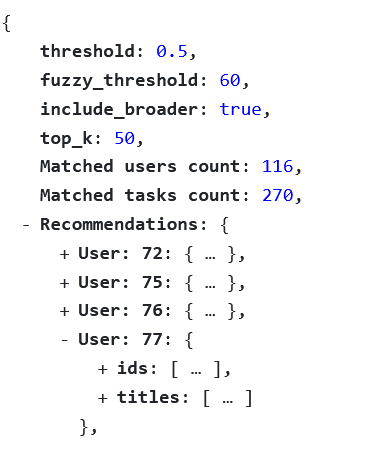 {
threshold: 0.5,
fuzzy_threshold: 60,
include_broader: true,
top_k: 50,
Matched users count: 116,
Matched tasks count: 270,
- Recommendations: {
+ User: 72: { … },
+ User: 75: { … },
+ User: 76: { … },
- User: 77: {
+ ids: [ … ],
+ titles: [ … ]
},